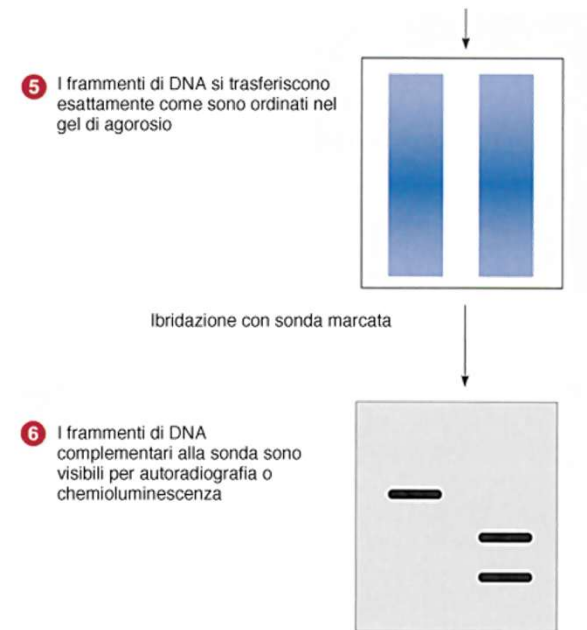 5 I frammenti di DNA si trasferiscono
esattamente come sono ordinati nel
gel di agorosio
Ibridazione con sonda marcata
6 I frammenti di DNA
complementari alla sonda sono
visibili per autoradiografia o
chemioluminescenza